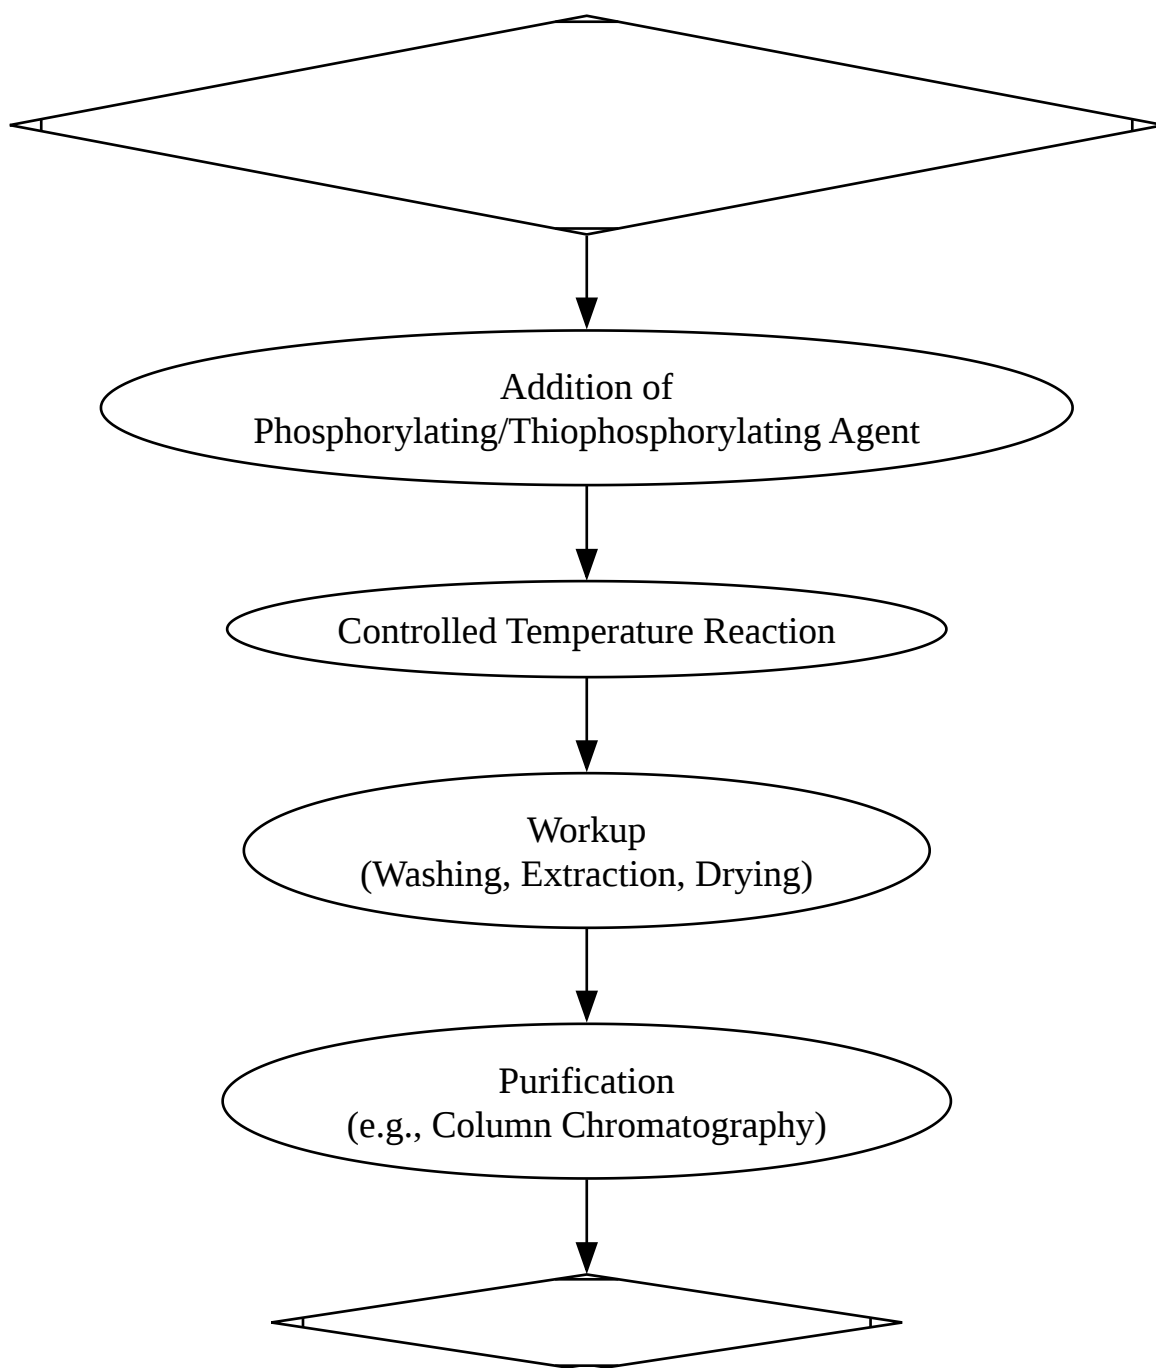 Addition of
Phosphorylating/Thiophosphorylating Agent
Controlled Temperature Reaction
Workup
(Washing, Extraction, Drying)
Purification
(e.g., Column Chromatography)